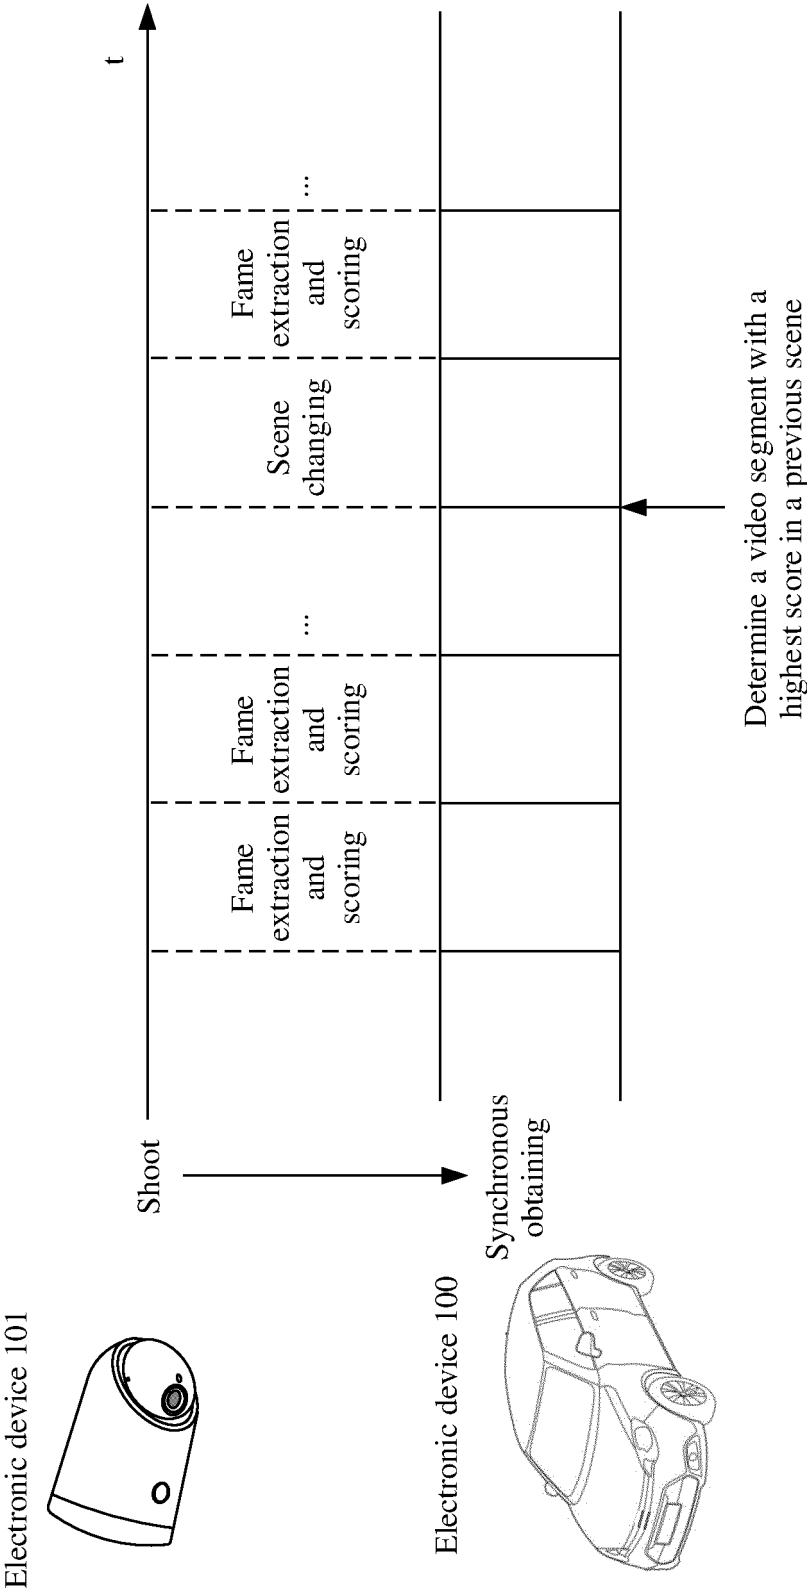 Electronic device 101
Shoot
t
Fame
extraction
and
scoring
Fame
extraction
and
scoring
...
Scene
changing
Fame
extraction
and
scoring
...
Electronic device 100
Synchronous
obtaining
Determine a video segment with a
highest score in a previous scene